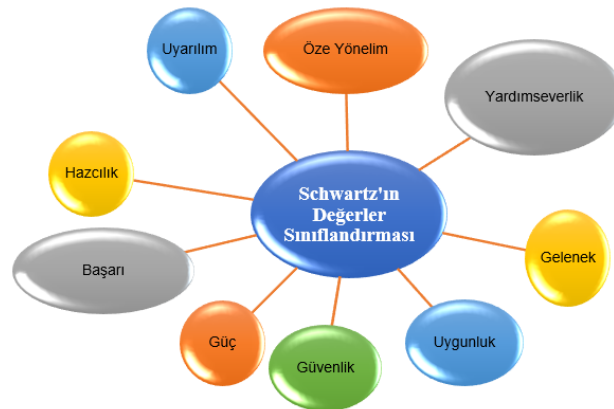 Uyarılım
Öze Yönelim
Yardımseverlik
Hazcılık
Schwartz'ın
Değerler
Sınıflandırması
Gelenek
Başarı
Güç
Güvenlik
Uygunluk